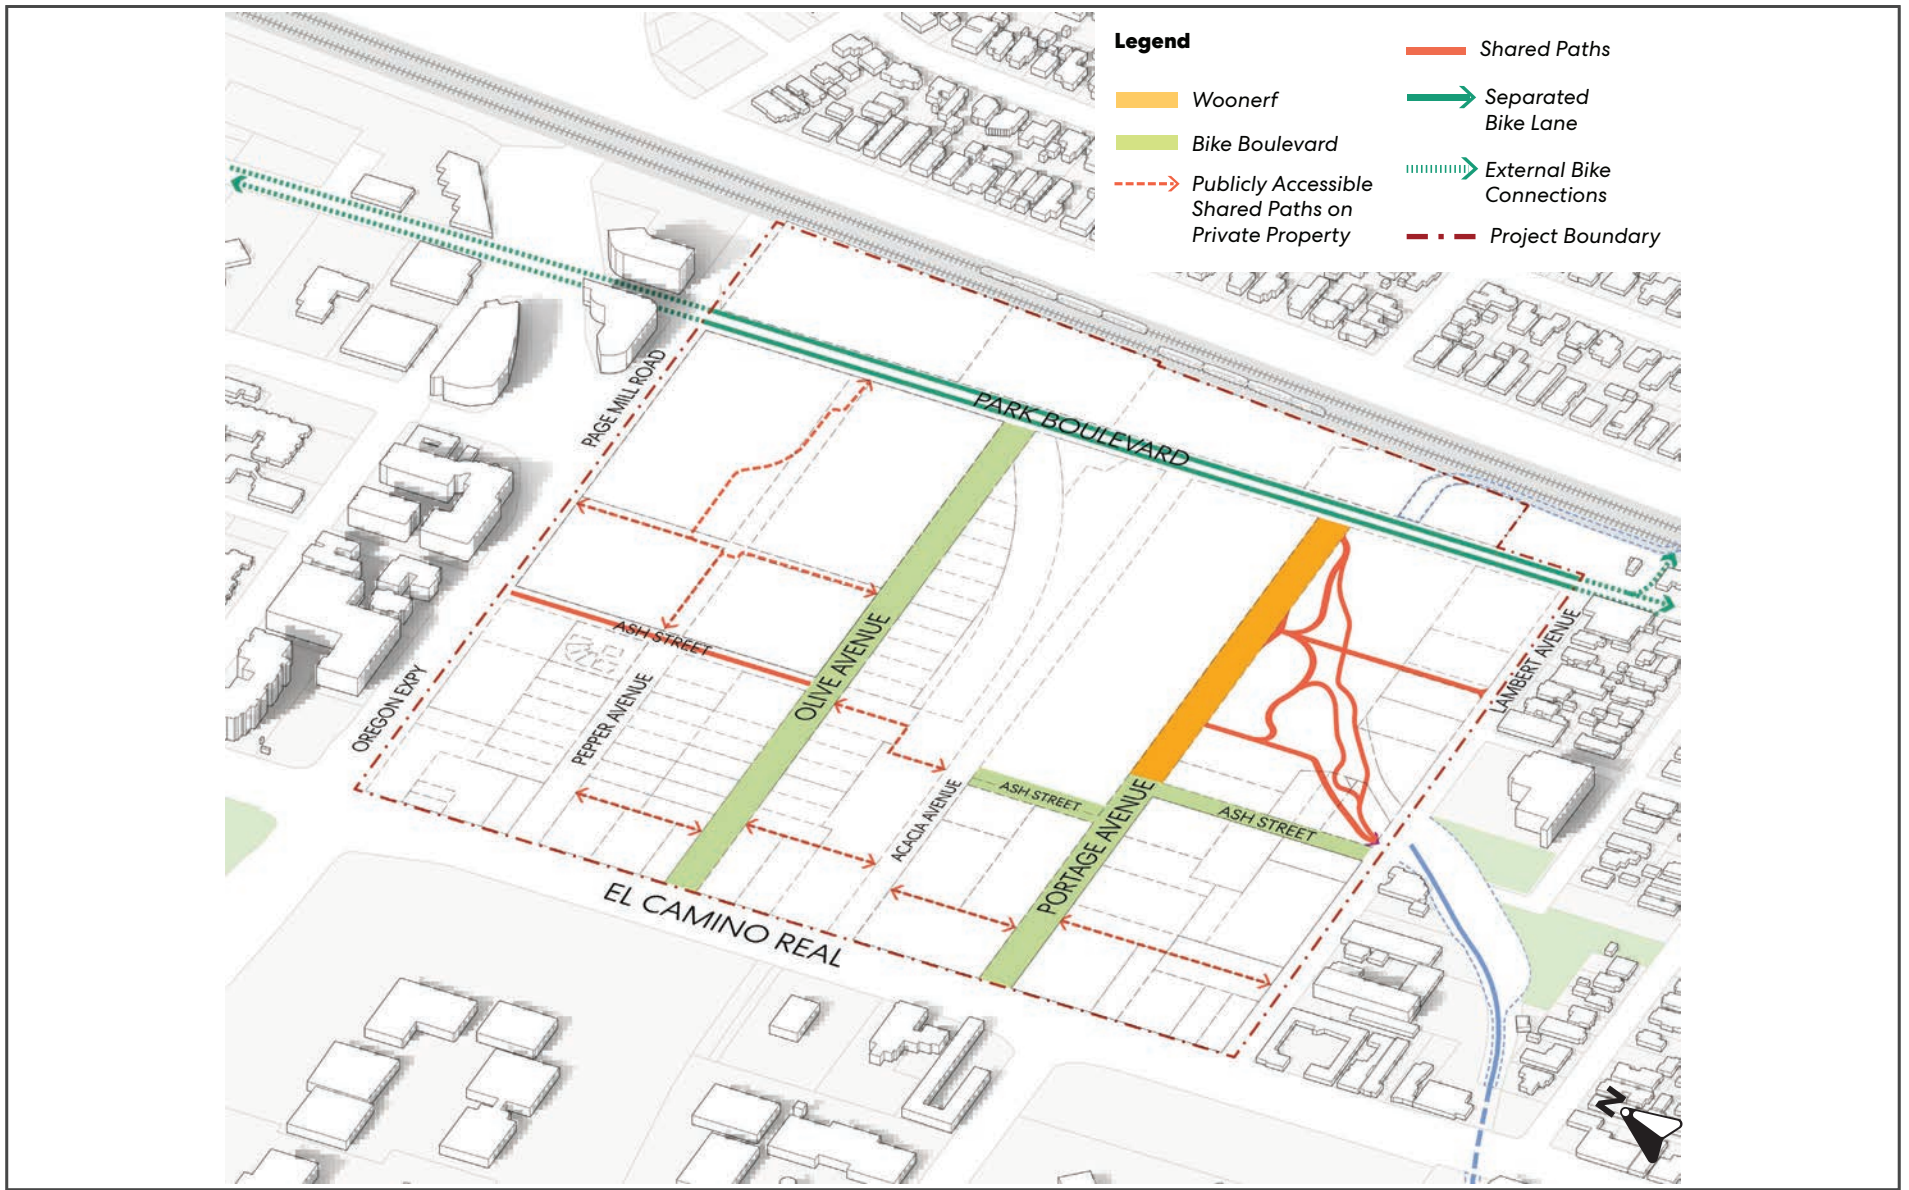 Legend
Woonerf
Bike Boulevard
Publicly Accessible
Shared Paths on
Private Property
Shared Paths
Separated
Bike Lane
External Bike
Connections
Project Boundary
PAGE MILL ROAD
PARK BOULEVARD
OREGON EXPY
ASH STREET
PEPPER AVENUE
OLIVE AVENUE
ACACIA AVENUE
ASH STREET
PORTAGE AVENUE
ASH STREET
LAMBERT AVENUE
EL CAMINO REAL
N